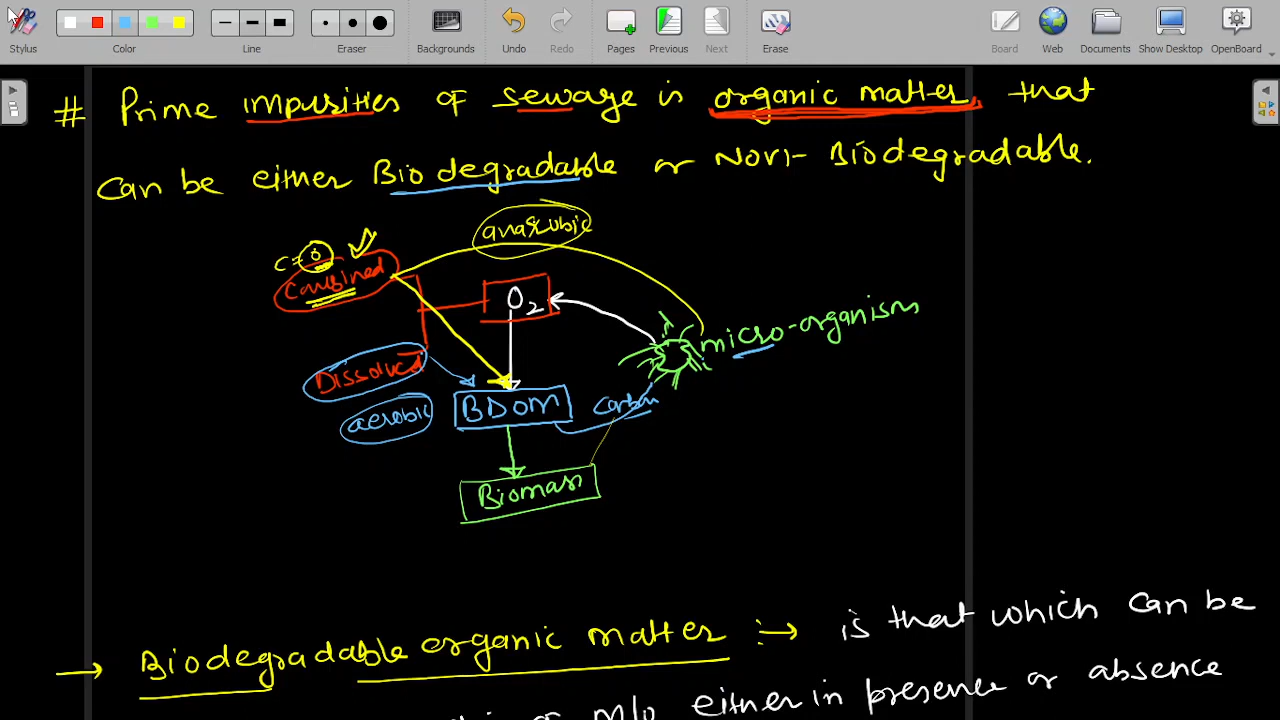 Stylus
Color
Line
Eraser
Backgrounds
Undo
Redo
Pages
Previous
Next
Erase
Board
Web
Documents
Show Desktop
OpenBoard
# Prime impurities of sewage is organic matter that
Can be either Biodegradable or Non-Biodegradable.
anaerobic
C=O
Combined
O2
micro-organism
Dissolved
aerobic
BDOM
Carbon
Biomass
→ Biodegradable organic matter :→ is that which can be
of m/o either in presence or absence